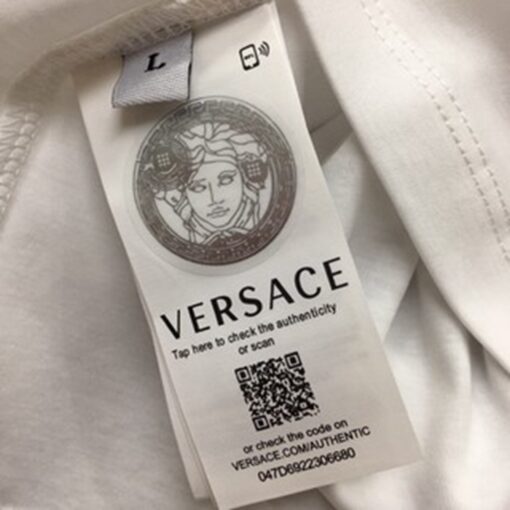 L
VERSACE
Tap here to check the authenticity
or scan
or check the code on
VERSACE.COM/AUTHENTIC
047D6922306680